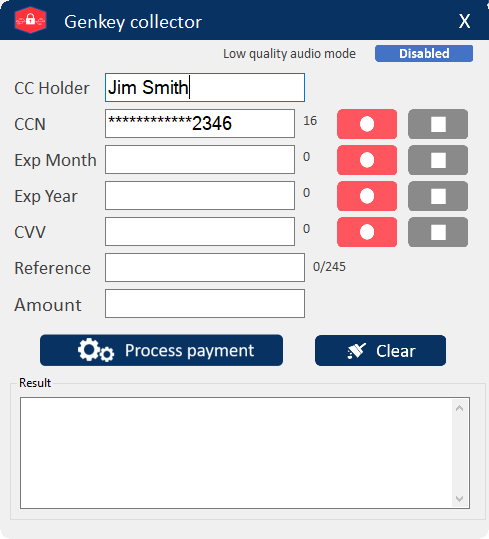 Genkey collector X
Low quality audio mode Disabled
CC Holder Jim Smith
CCN ************2346 16
Exp Month 0
Exp Year 0
CVV 0
Reference 0/245
Amount
Process payment Clear
Result